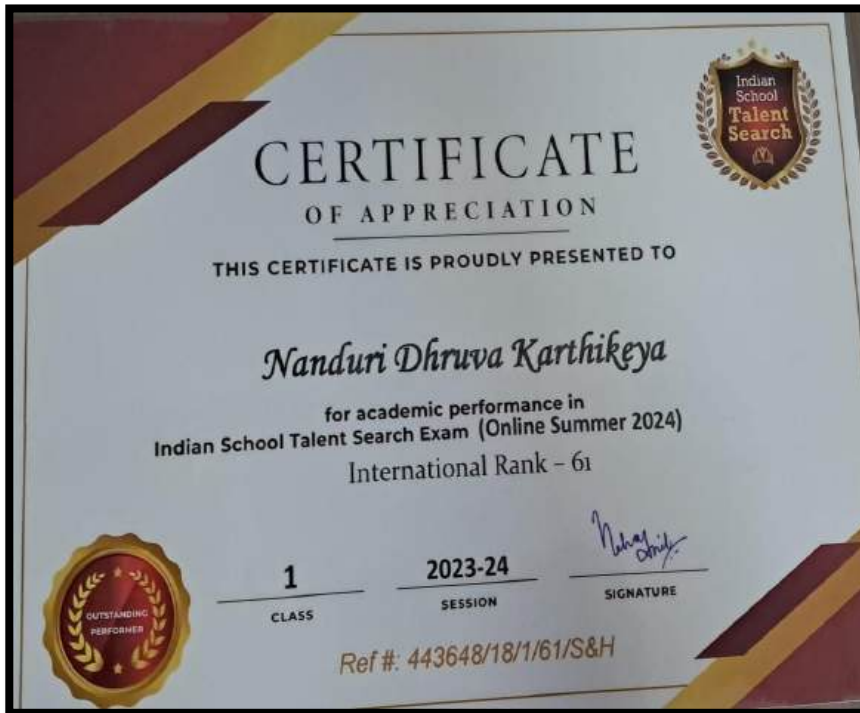 Indian
School
Talent
Search
CERTIFICATE
OF APPRECIATION
THIS CERTIFICATE IS PROUDLY PRESENTED TO
Nanduri Dhruva Karthikeya
for academic performance in
Indian School Talent Search Exam (Online Summer 2024)
International Rank – 61
1
CLASS
2023-24
SESSION
SIGNATURE
OUTSTANDING
PERFORMER
Ref #: 443648/18/1/61/S&H